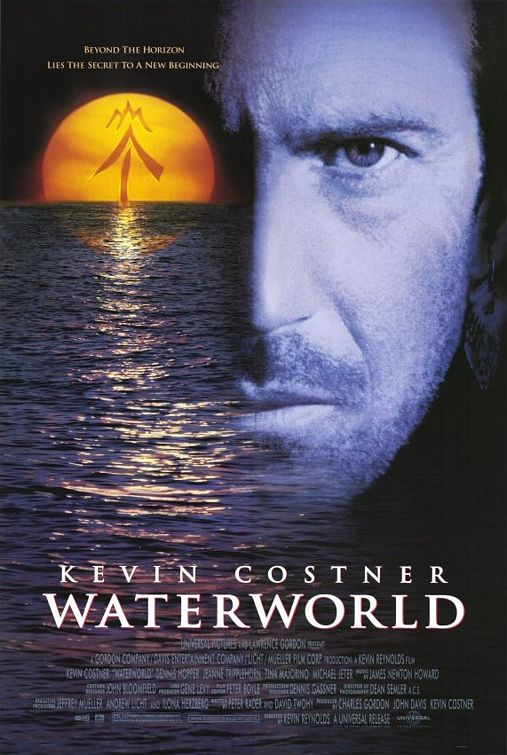 BEYOND THE HORIZON
LIES THE SECRET TO A NEW BEGINNING
KEVIN COSTNER
WATERWORLD
UNIVERSAL PICTURES AND LAWRENCE GORDON PRESENT
A GORDON COMPANY/DAVIS ENTERTAINMENT COMPANY/LICHT/MUELLER FILM CORP. PRODUCTION A KEVIN REYNOLDS FILM
KEVIN COSTNER "WATERWORLD" DENNIS HOPPER JEANNE TRIPPLEHORN TINA MAJORINO MICHAEL JETER MUSIC BY JAMES NEWTON HOWARD
JOHN BLOOMFIELD GENE LEVY PETER BOYLE DENNIS GASSNER DEAN SEMLER A.C.S.
JEFFREY MUELLER ANDREW LICHT AND ILONA HERZBERG WRITTEN BY PETER RADER AND DAVID TWOHY CHARLES GORDON JOHN DAVIS KEVIN COSTNER
KEVIN REYNOLDS A UNIVERSAL RELEASE UNIVERSAL